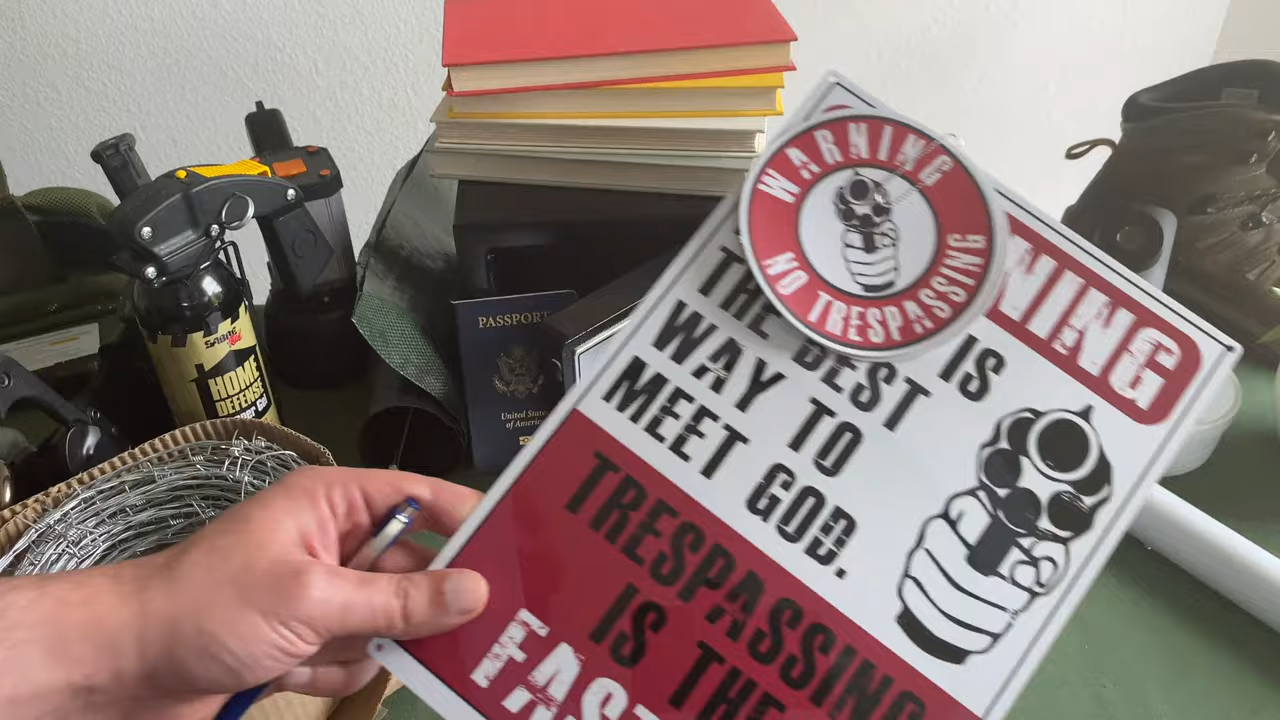 SABRE
HOME
DEFENSE
PASSPORT
United States
of America
WARNING
NO TRESPASSING
NING
IS
THE BEST
WAY TO
MEET GOD.
TRESPASSING
IS THE